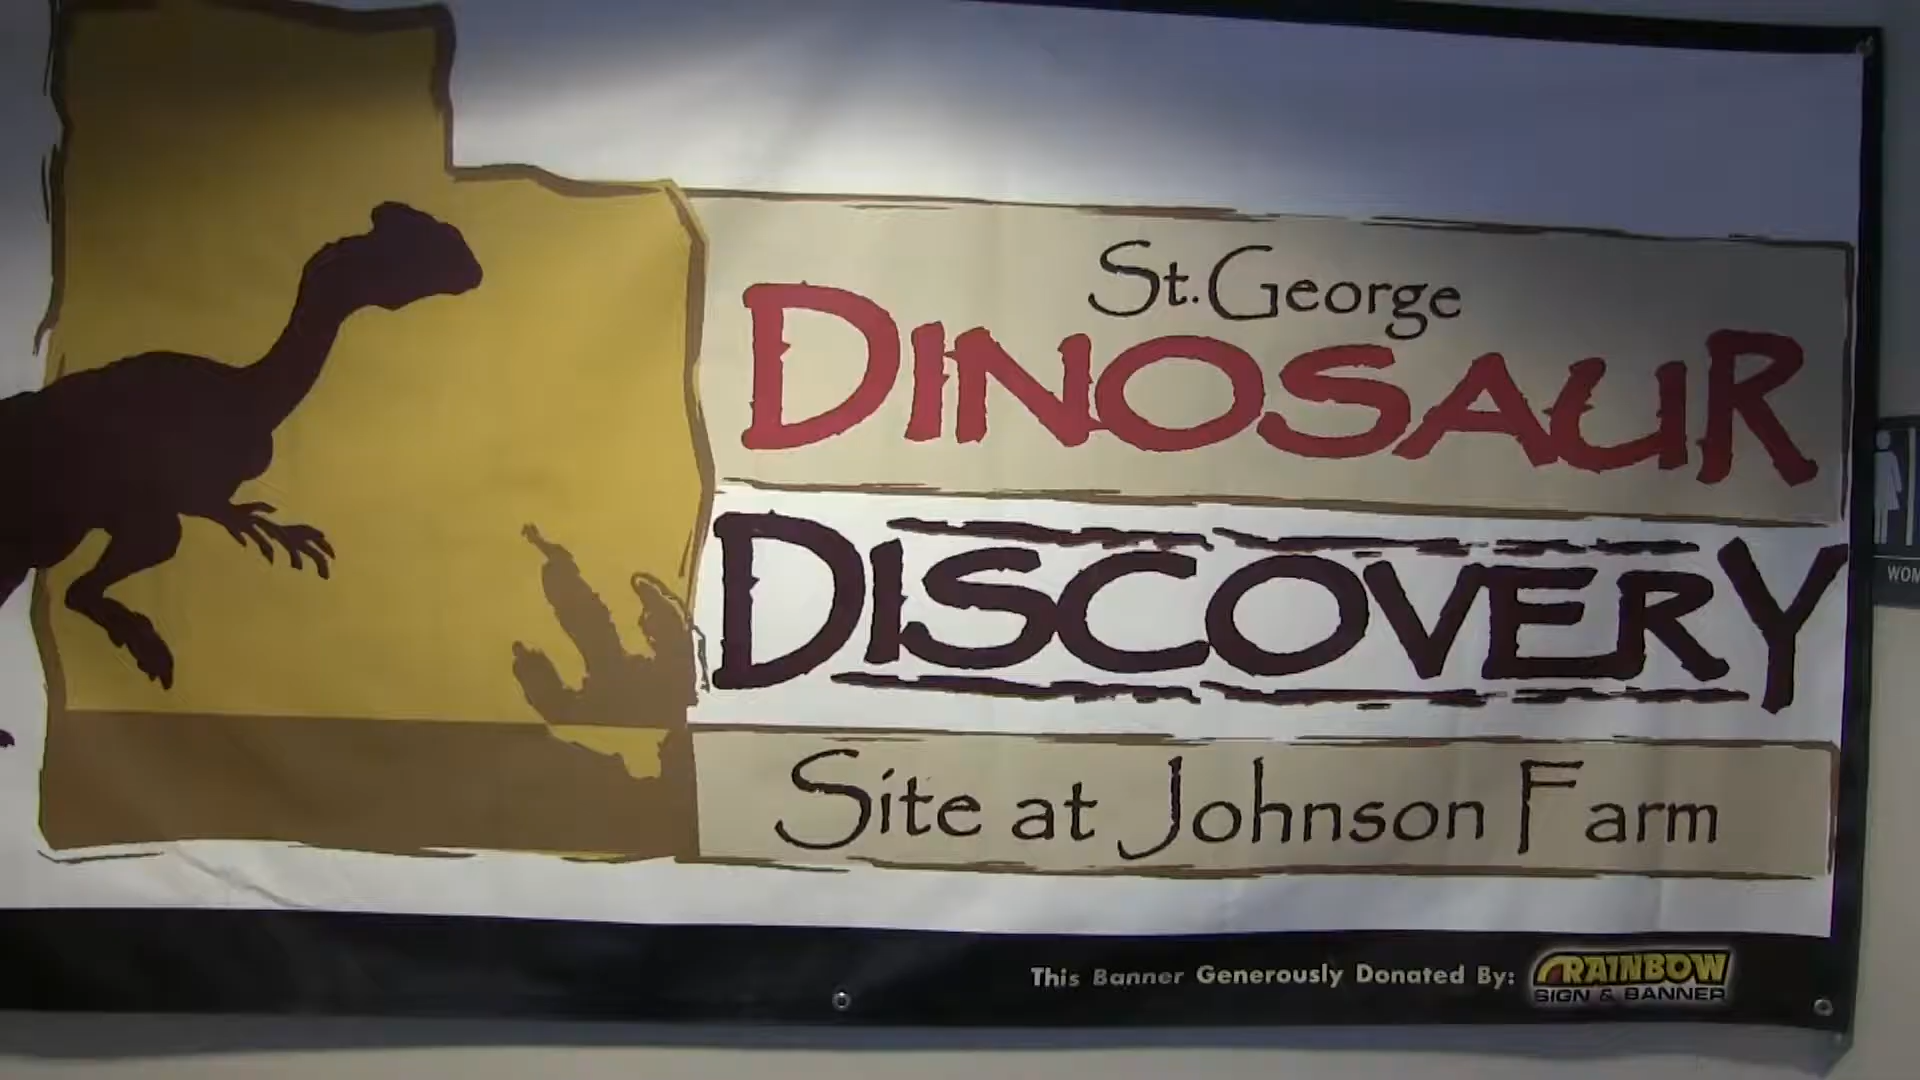 St. George
DINOSAUR
DISCOVERY
Site at Johnson Farm
This Banner Generously Donated By:
RAINBOW
SIGN & BANNER